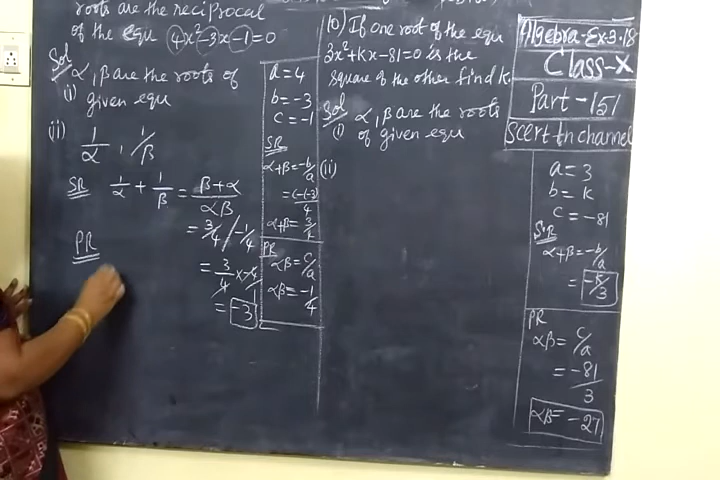 roots are the reciprocal
of the equ 4x²-3x-1=0
Sol α, β are the roots of
(i) given equ
(ii) 1/α, 1/β
SR 1/α + 1/β = β+α/αβ
= 3/4 / -1/4
= 3/4 × -4/1
= -3
PR
a = 4
b = -3
c = -1
SR
α+β = -b/a
= -(-3)/4
α+β = 3/4
PR
αβ = c/a
αβ = -1/4
10) If one root of the equ
3x²+kx-81=0 is the
square of the other find k.
Sol α, β are the roots
(i) of given equ
(ii)
Algebra-Ex-3.18
Class-X
Part-151
SCERT tn channel
a = 3
b = k
c = -81
S.R
α+β = -b/a
= -k/3
PR
αβ = c/a
= -81/3
αβ = -27